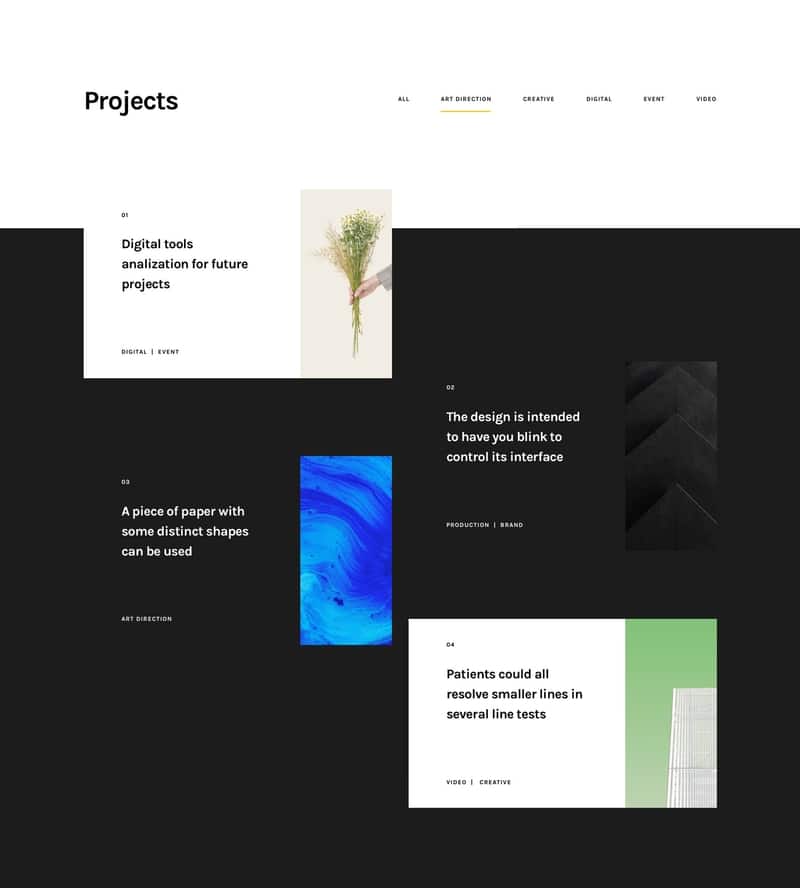 Projects
ALL ART DIRECTION CREATIVE DIGITAL EVENT VIDEO
01
Digital tools
analization for future
projects
DIGITAL | EVENT
02
The design is intended
to have you blink to
control its interface
PRODUCTION | BRAND
03
A piece of paper with
some distinct shapes
can be used
ART DIRECTION
04
Patients could all
resolve smaller lines in
several line tests
VIDEO | CREATIVE